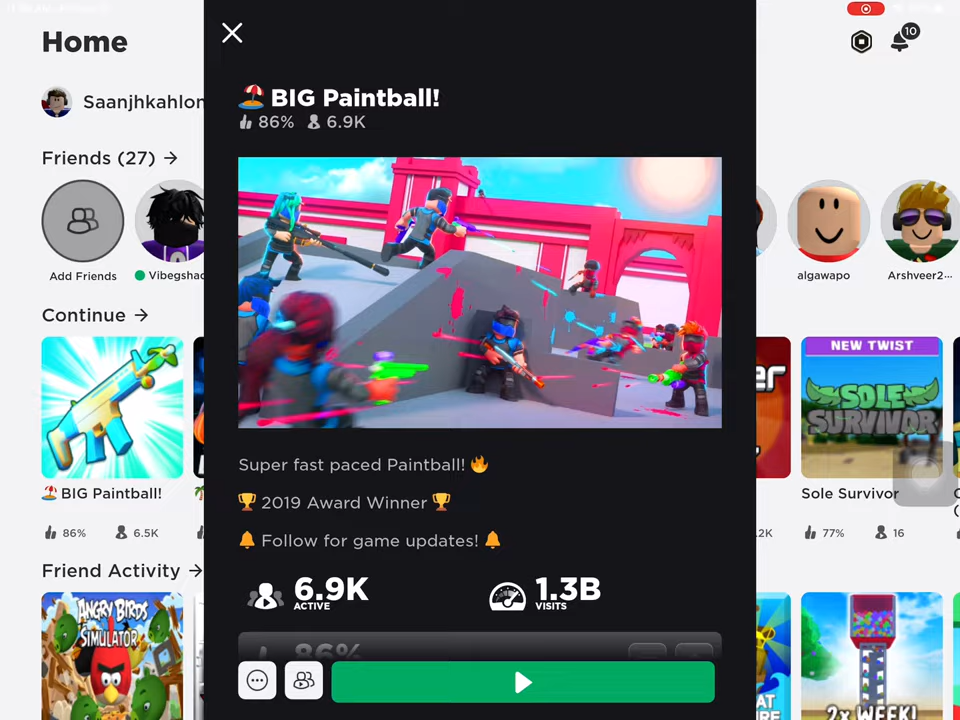 Home
10
Saanjhkahlon
Friends (27) →
Add Friends
Vibegshad
algawapo
Arshveer2...
Continue →
BIG Paintball!
86% 6.5K
NEW TWIST
SOLE
SURVIVOR
Sole Survivor
77% 16
Friend Activity →
ANGRY BIRDS
SIMULATOR
2x WEEK!
BIG Paintball!
86% 6.9K
Super fast paced Paintball! 🔥
🏆 2019 Award Winner 🏆
🔔 Follow for game updates! 🔔
6.9K
ACTIVE
1.3B
VISITS
86%